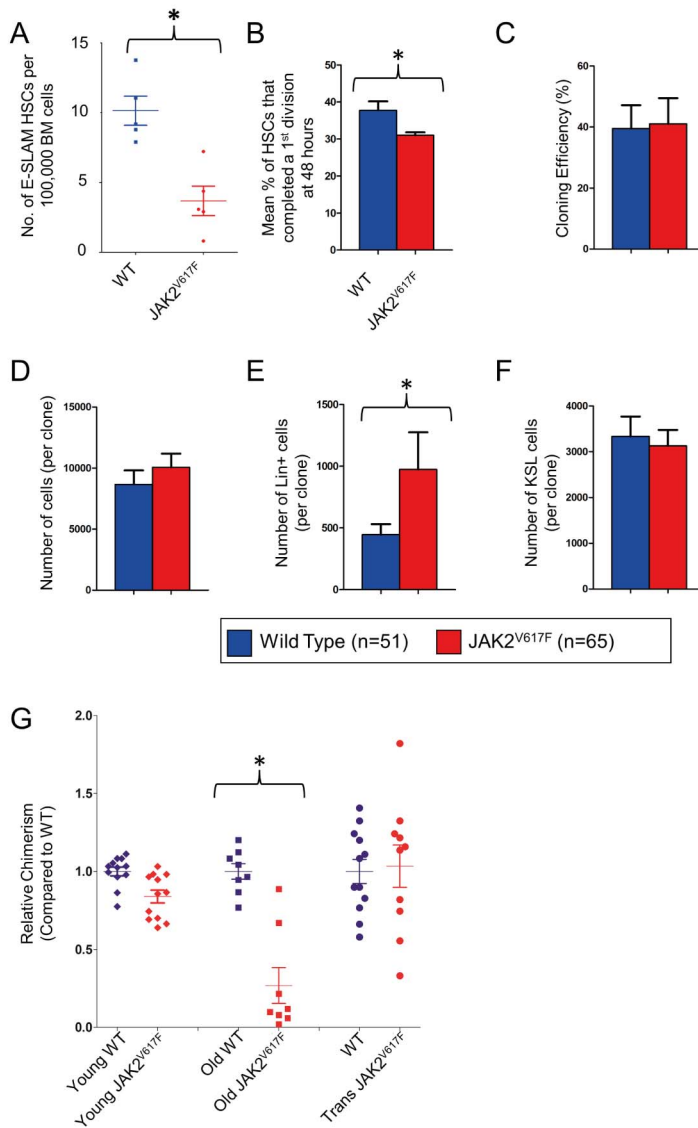 A
No. of E-SLAM HSCs per
100,000 BM cells
15
10
5
0
*
WT
JAK2V617F
B
Mean % of HSCs that
completed a 1st division
at 48 hours
50
40
30
20
10
0
*
WT
JAK2V617F
C
Cloning Efficiency (%)
60
40
20
0
D
Number of cells (per clone)
15000
10000
5000
0
E
Number of Lin+ cells
(per clone)
1500
1000
500
0
*
F
Number of KSL cells
(per clone)
4000
3000
2000
1000
0
Wild Type (n=51)
JAK2V617F (n=65)
G
Relative Chimerism
(Compared to WT)
2.0
1.5
1.0
0.5
0.0
*
Young WT
Young JAK2V617F
Old WT
Old JAK2V617F
WT
Trans JAK2V617F